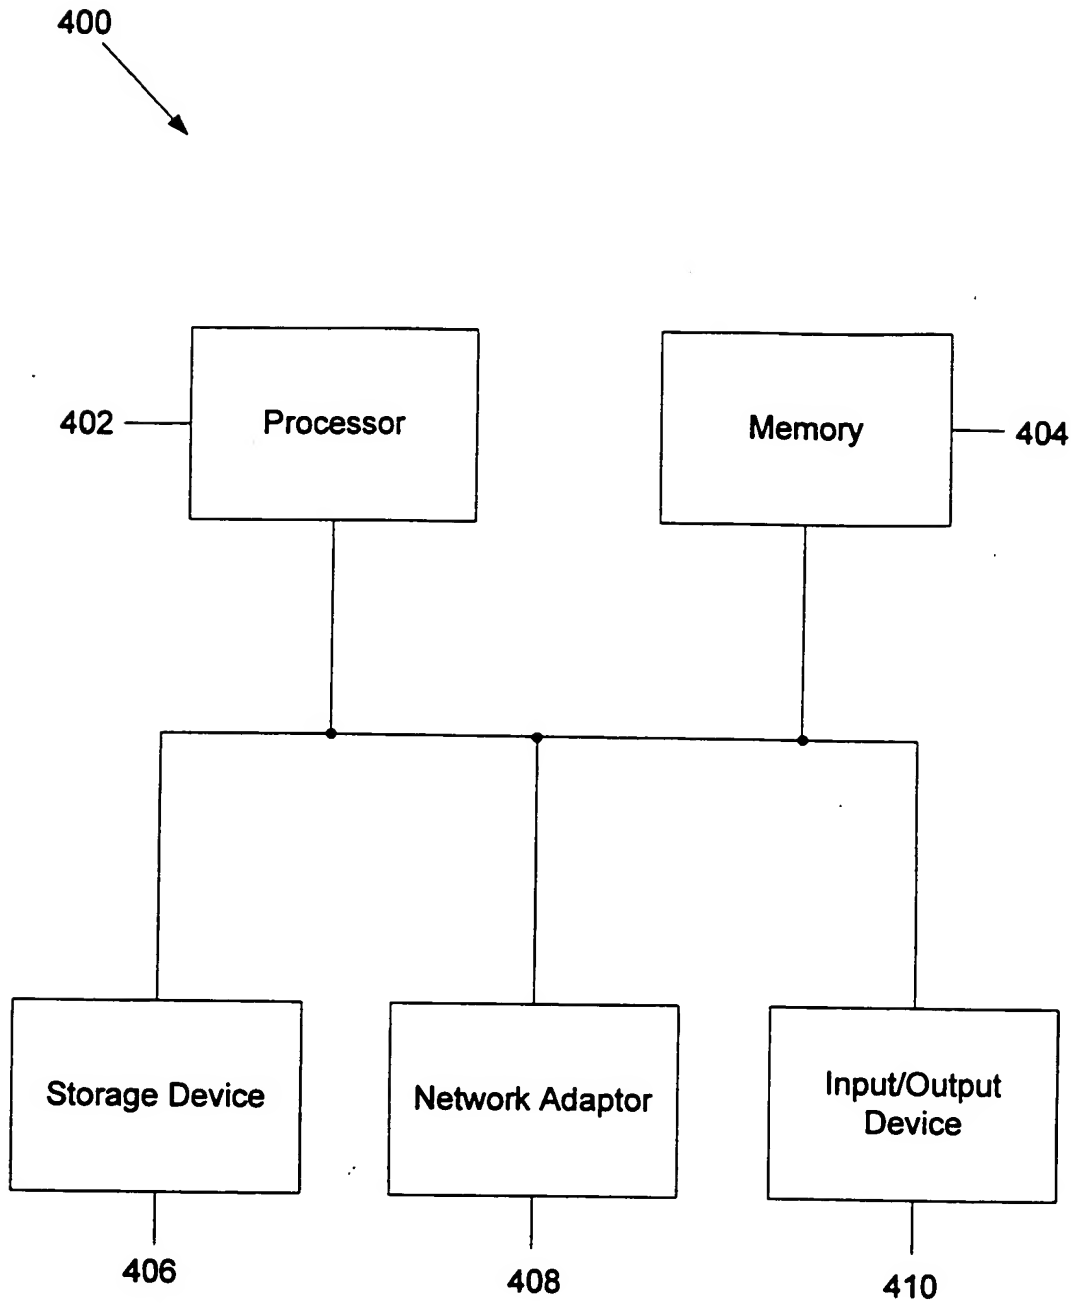 400
402
Processor
Memory
404
Storage Device
Network Adaptor
Input/Output
Device
406
408
410